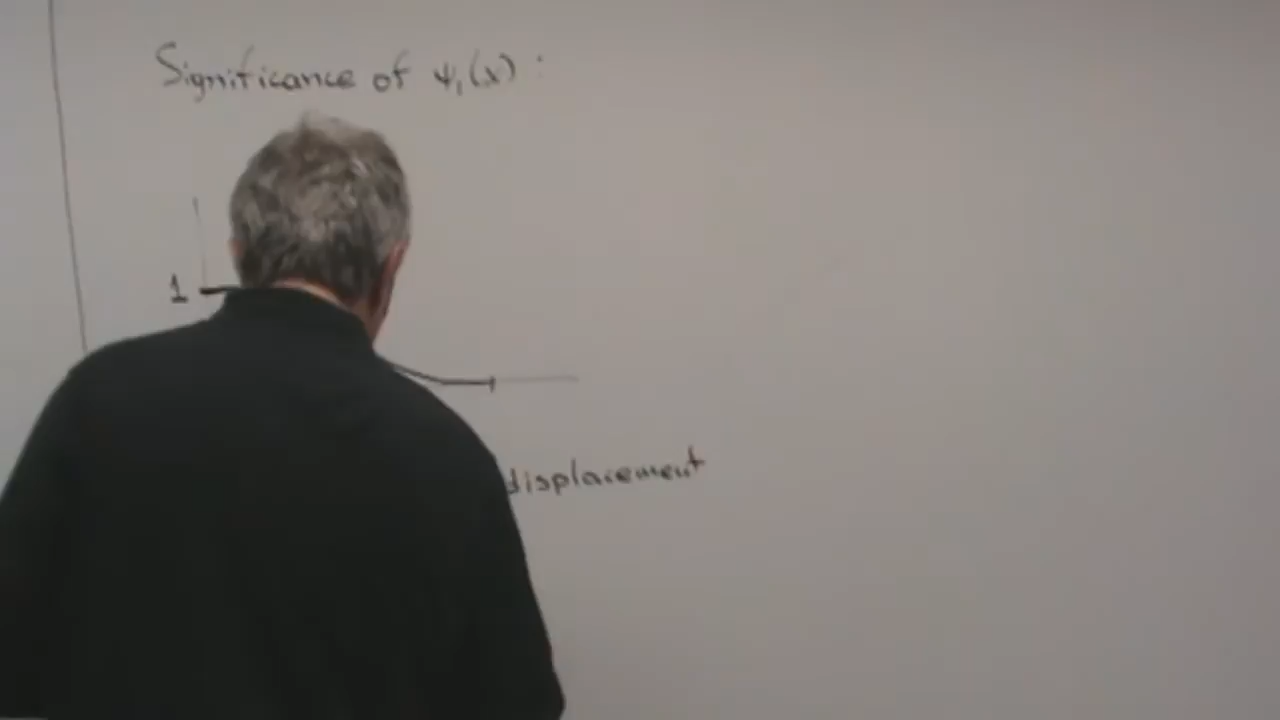 Significance of ψ₁(x) :
1
displacement